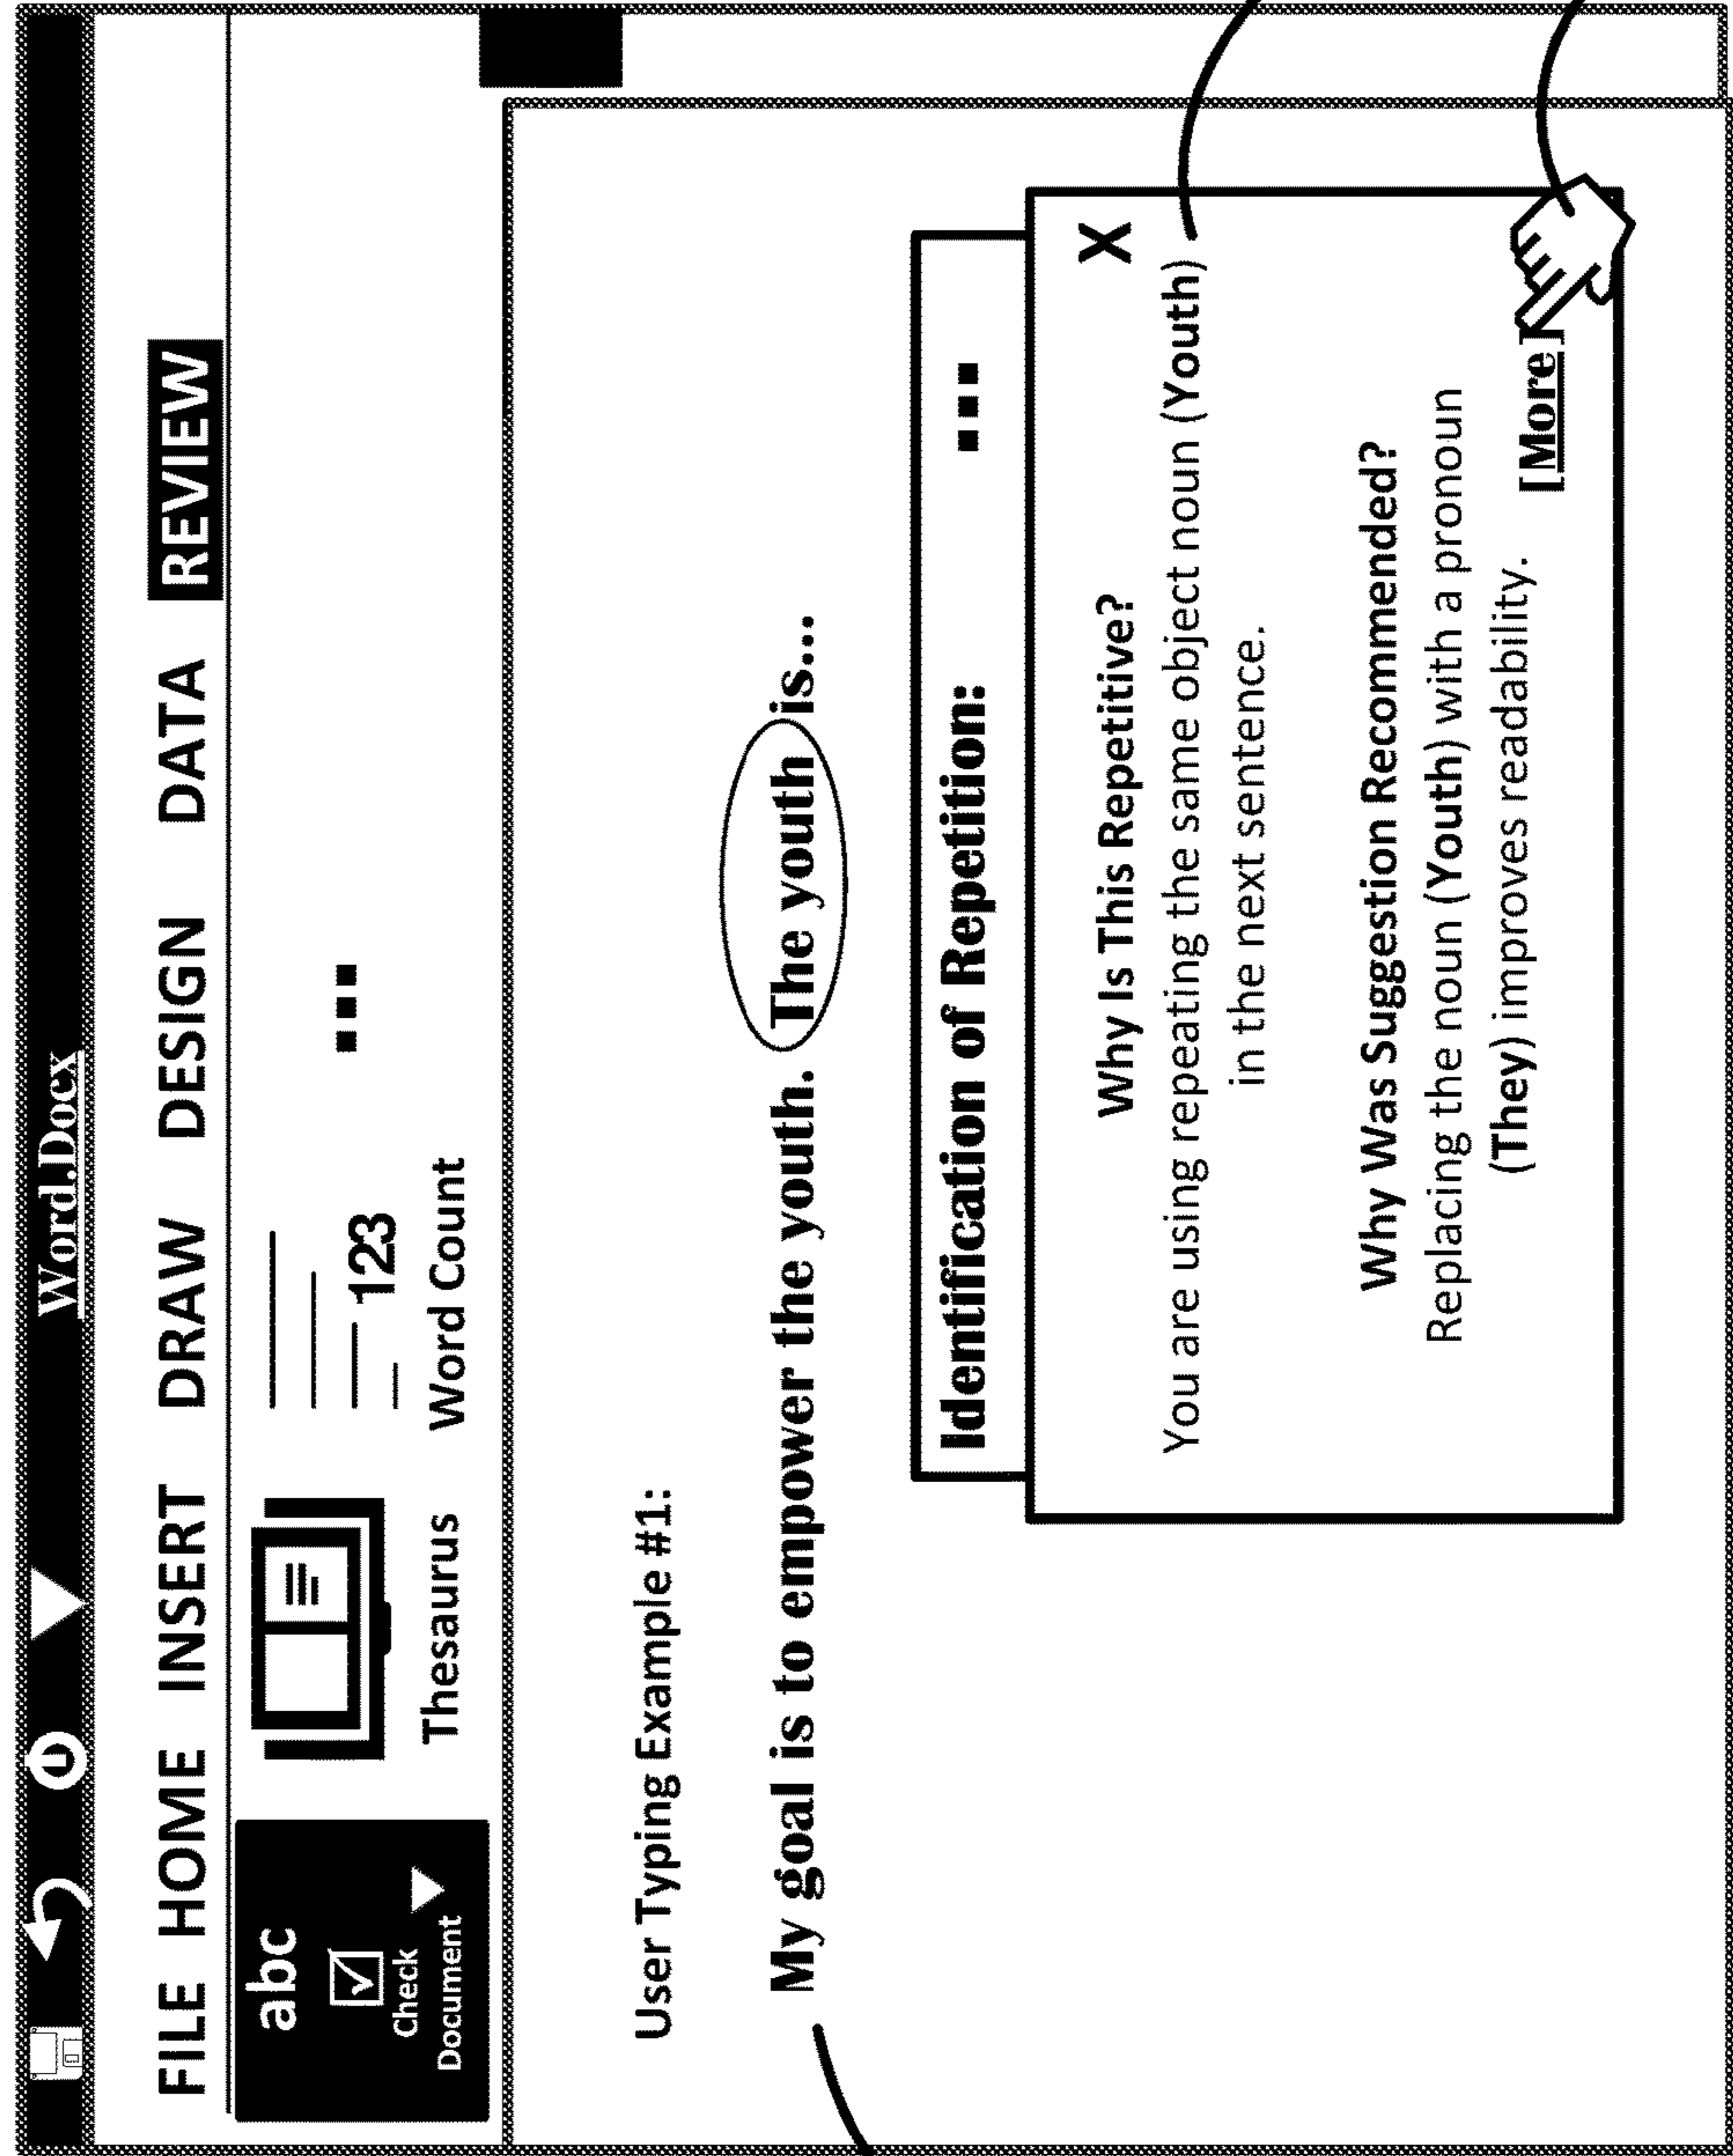 Word.Docx
FILE HOME INSERT DRAW DESIGN DATA REVIEW
abc
Check
Document
Thesaurus
123
Word Count
User Typing Example #1:
My goal is to empower the youth. The youth is...
Identification of Repetition:
X
Why Is This Repetitive?
You are using repeating the same object noun (Youth)
in the next sentence.
Why Was Suggestion Recommended?
Replacing the noun (Youth) with a pronoun
(They) improves readability.
[More]